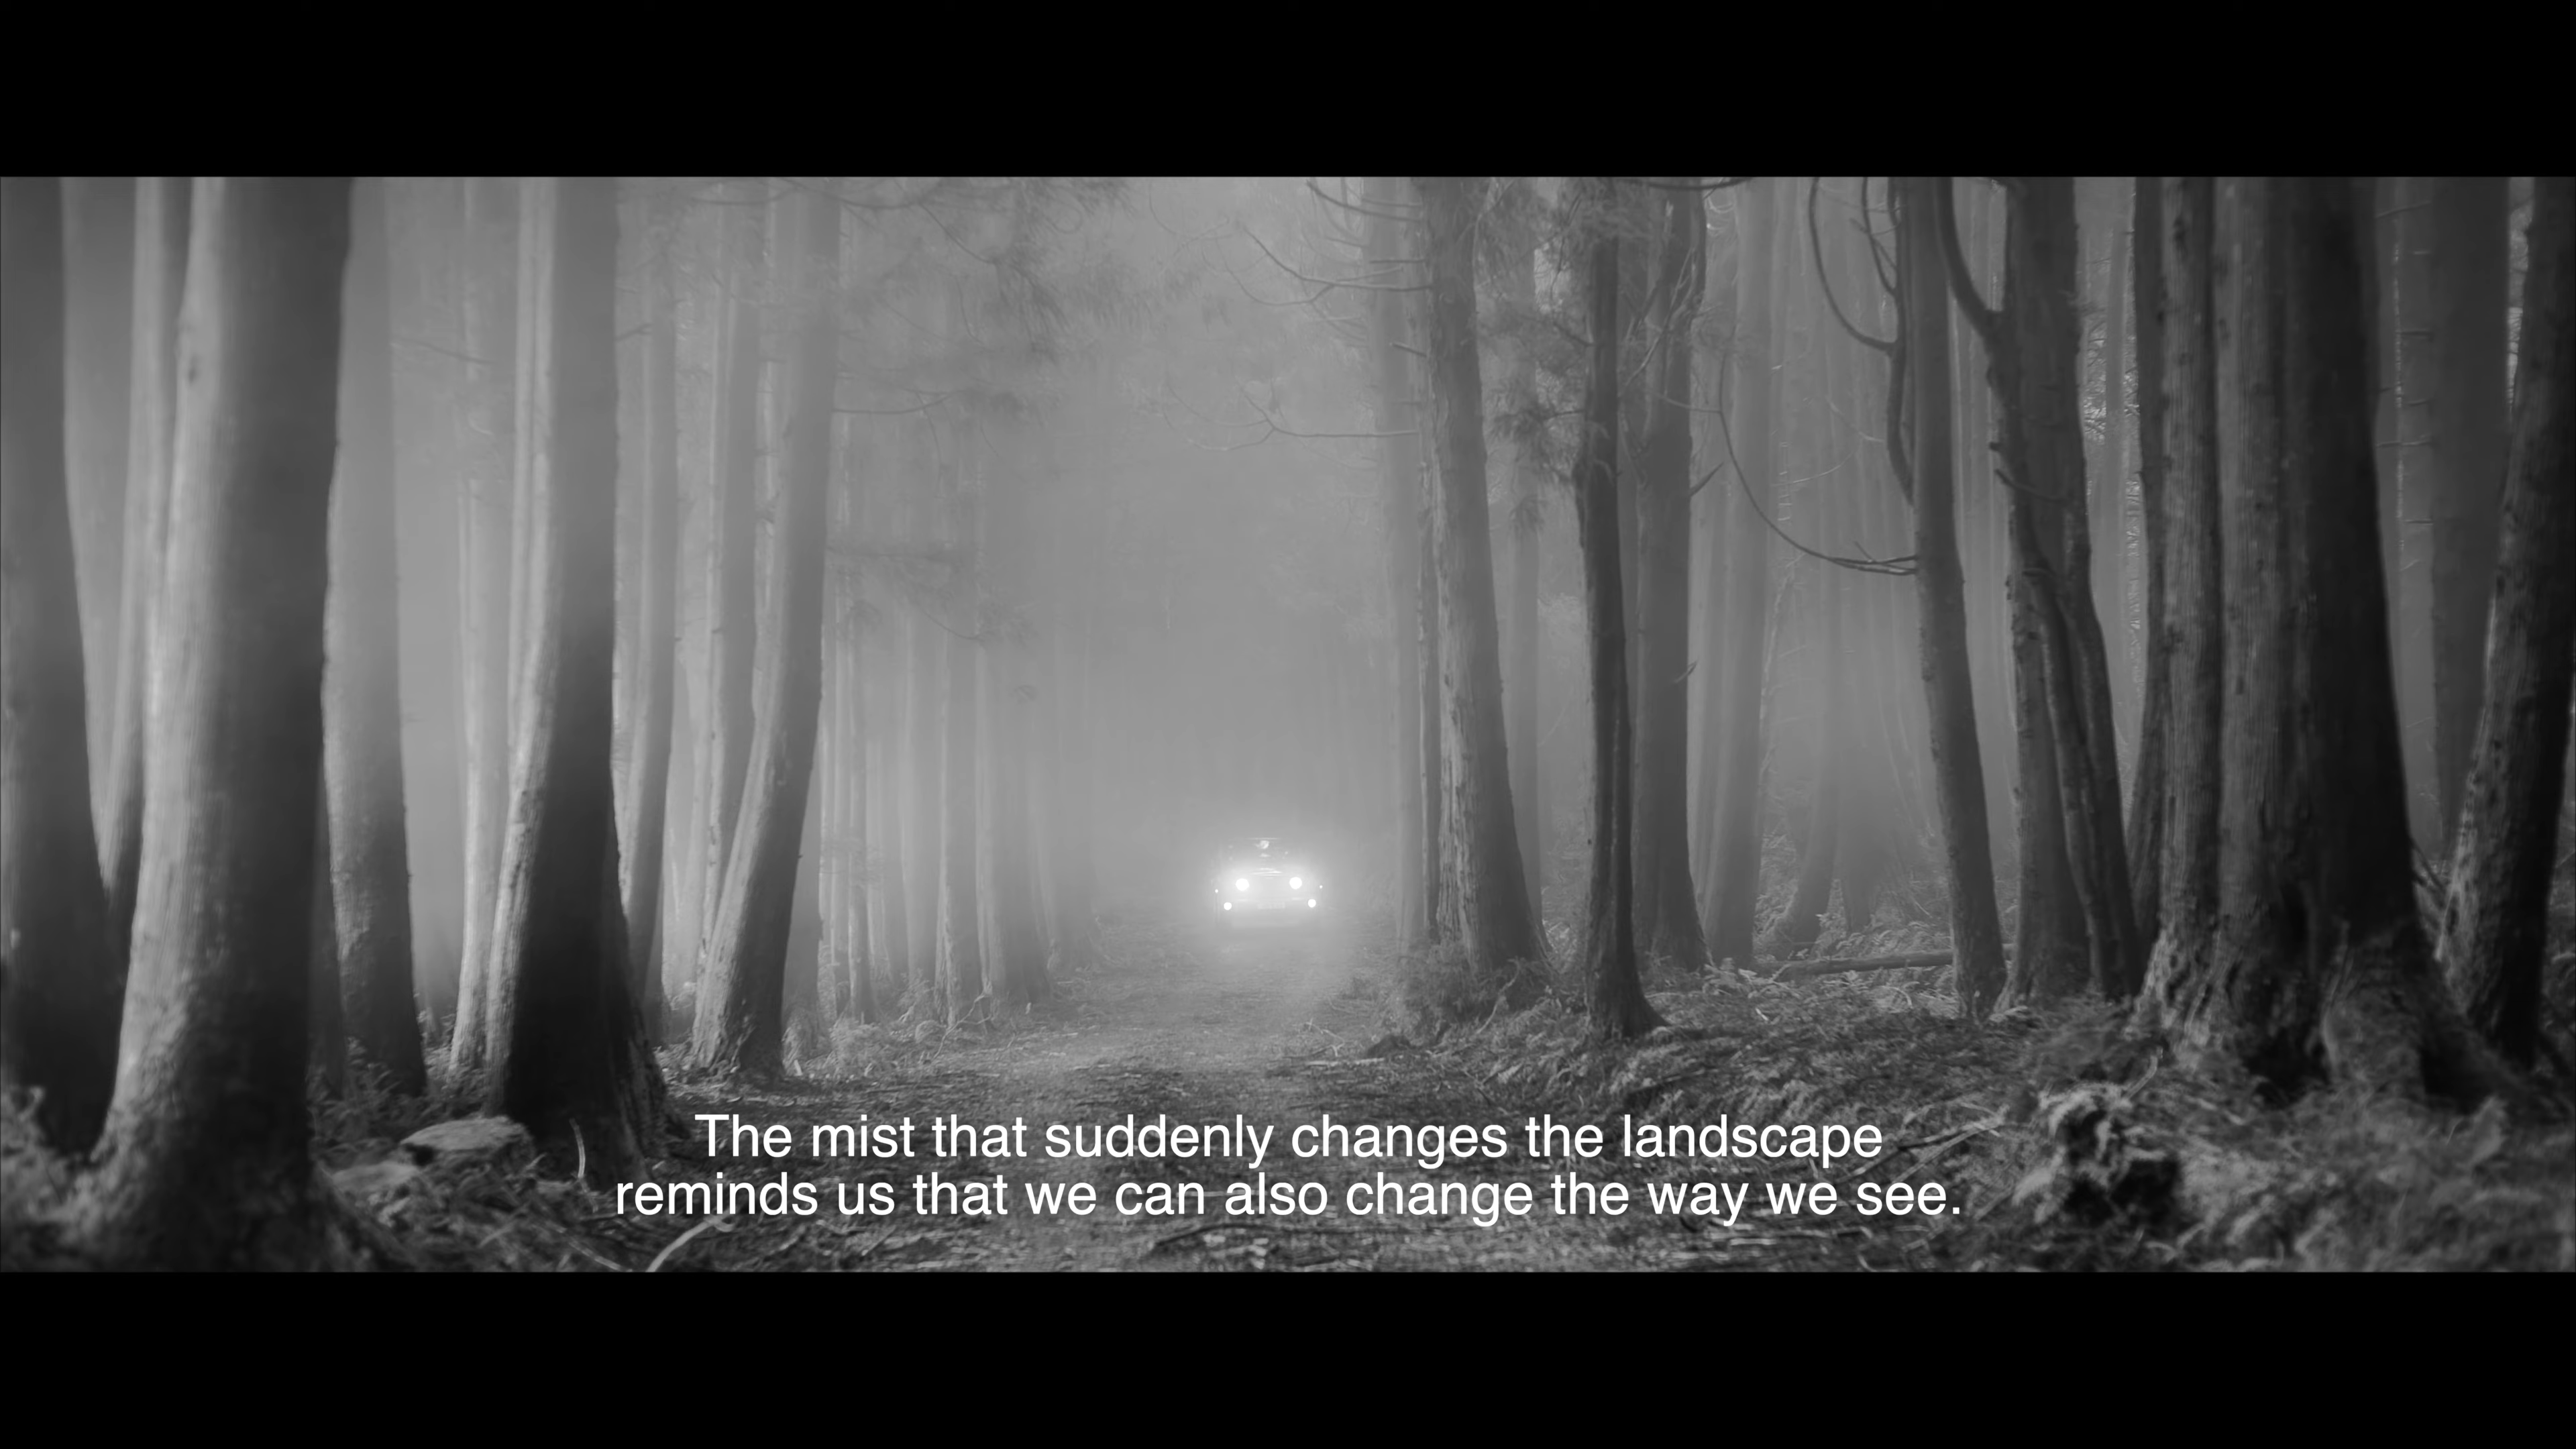 The mist that suddenly changes the landscape
reminds us that we can also change the way we see.